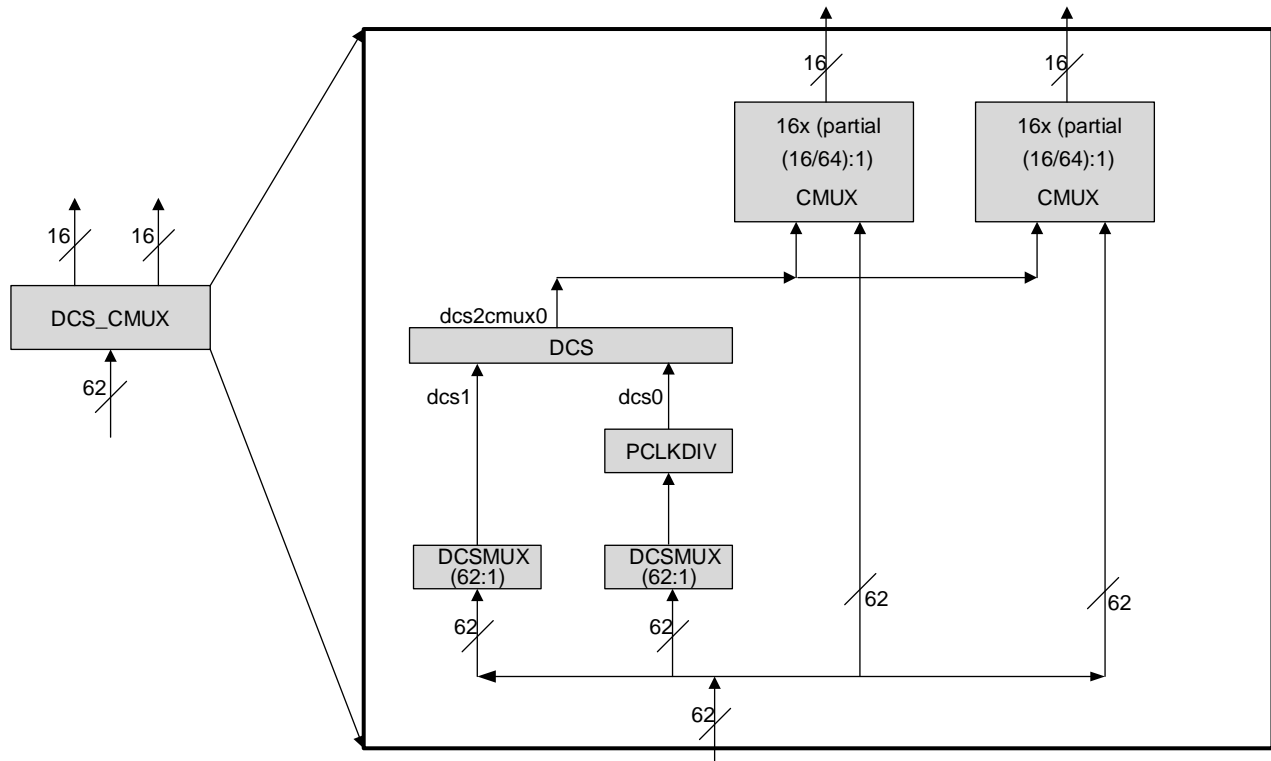 16
16
16x (partial
(16/64):1)
CMUX
16x (partial
(16/64):1)
CMUX
16
16
DCS_CMUX
62
dcs2cmux0
DCS
dcs1
dcs0
PCLKDIV
DCSMUX
(62:1)
DCSMUX
(62:1)
62
62
62
62
62